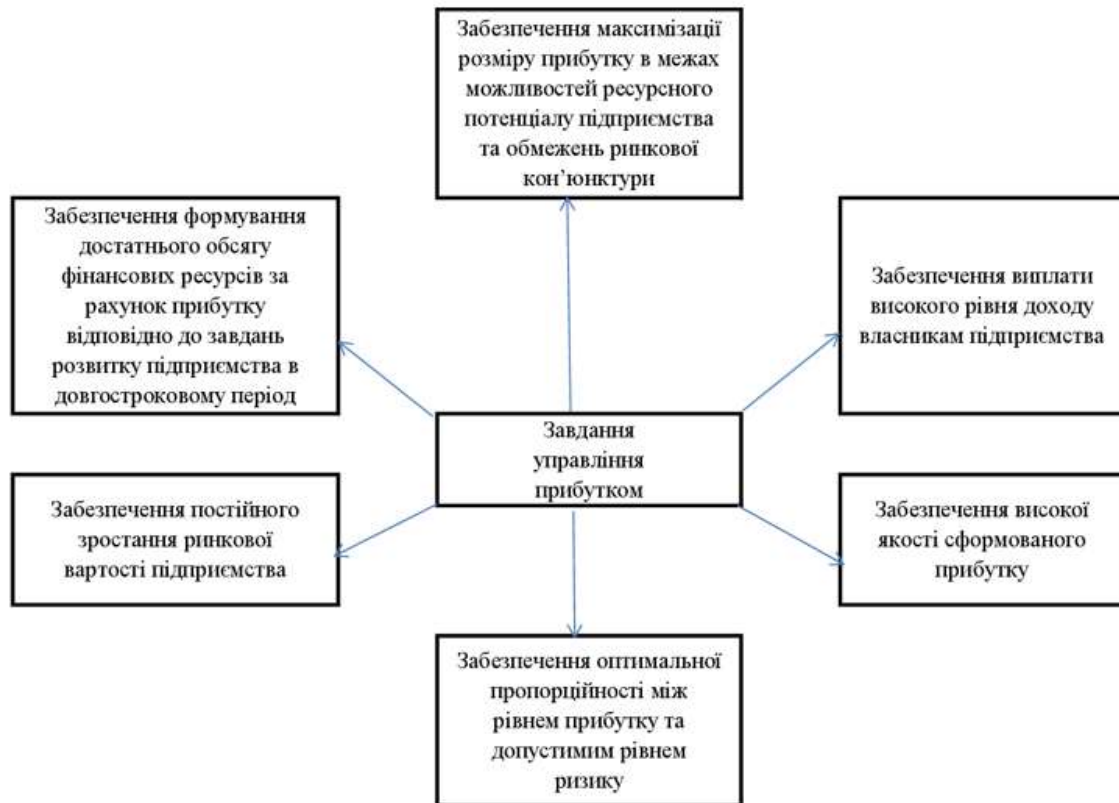 Забезпечення максимізації
розміру прибутку в межах
можливостей ресурсного
потенціалу підприємства
та обмежень ринкової
кон’юнктури
Забезпечення формування
достатнього обсягу
фінансових ресурсів за
рахунок прибутку
відповідно до завдань
розвитку підприємства в
довгостроковому період
Забезпечення виплати
високого рівня доходу
власникам підприємства
Завдання
управління
прибутком
Забезпечення постійного
зростання ринкової
вартості підприємства
Забезпечення високої
якості сформованого
прибутку
Забезпечення оптимальної
пропорційності між
рівнем прибутку та
допустимим рівнем
ризику